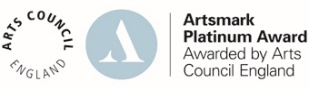 ARTS COUNCIL
ENGLAND
A
Artsmark
Platinum Award
Awarded by Arts
Council England